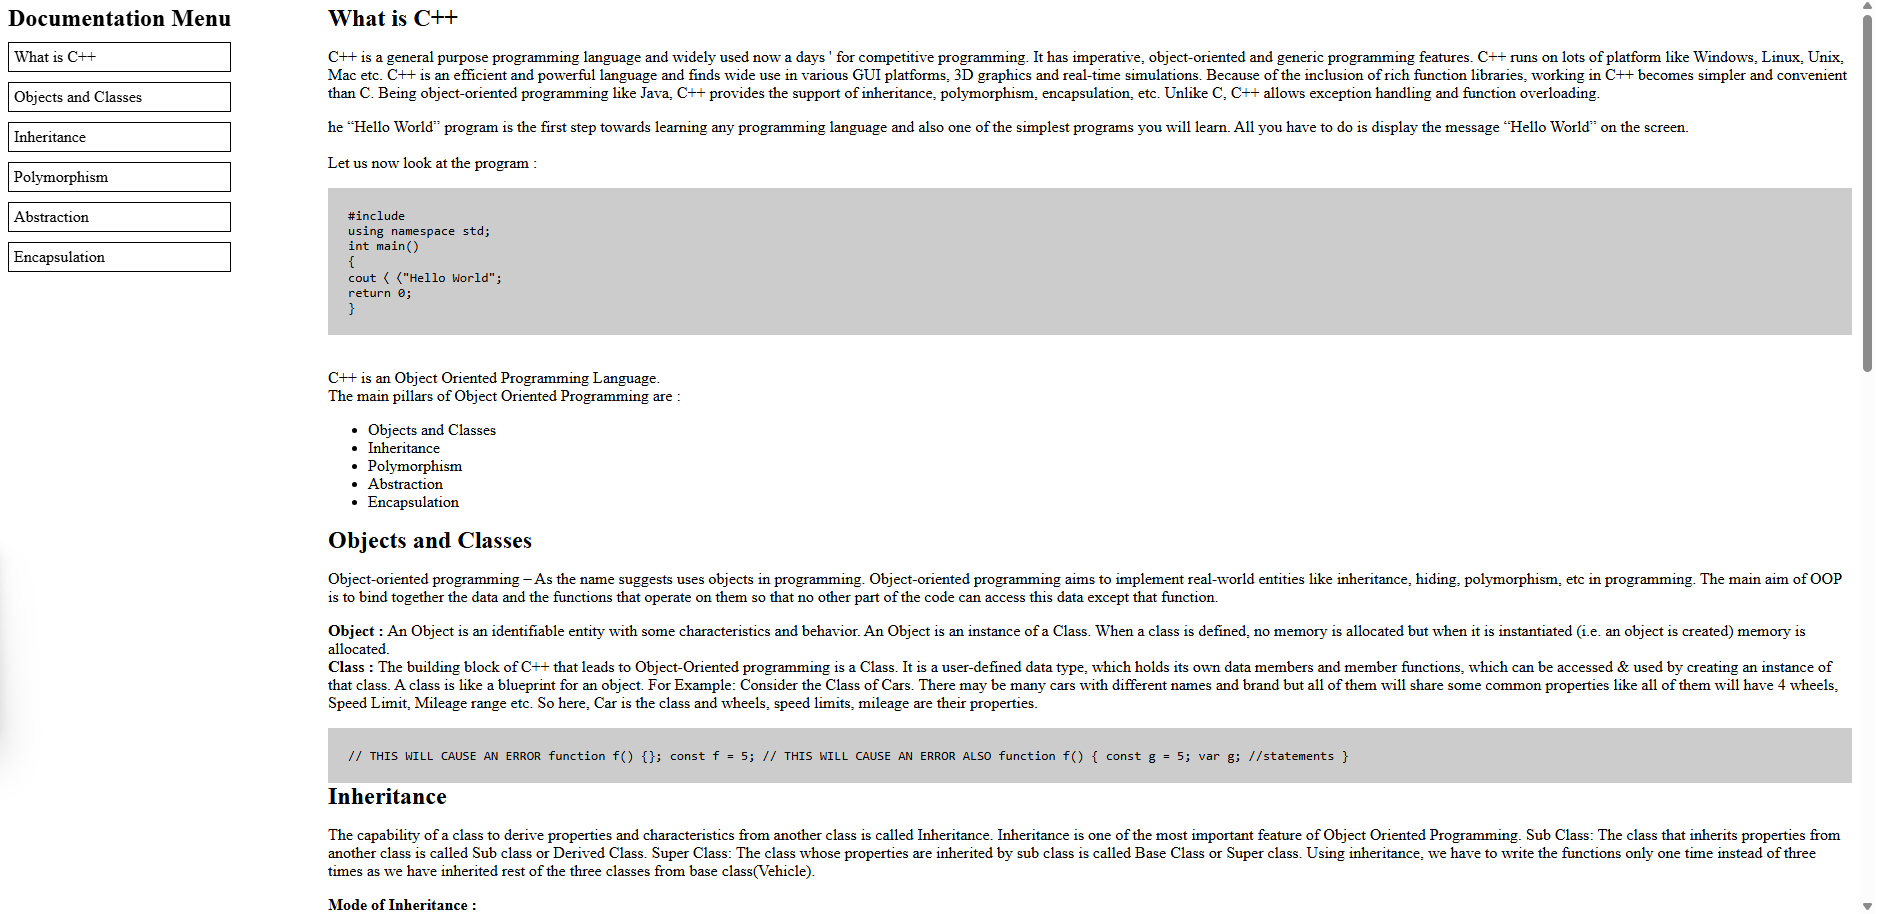 Documentation Menu
What is C++
Objects and Classes
Inheritance
Polymorphism
Abstraction
Encapsulation
What is C++
C++ is a general purpose programming language and widely used now a days ' for competitive programming. It has imperative, object-oriented and generic programming features. C++ runs on lots of platform like Windows, Linux, Unix,
Mac etc. C++ is an efficient and powerful language and finds wide use in various GUI platforms, 3D graphics and real-time simulations. Because of the inclusion of rich function libraries, working in C++ becomes simpler and convenient
than C. Being object-oriented programming like Java, C++ provides the support of inheritance, polymorphism, encapsulation, etc. Unlike C, C++ allows exception handling and function overloading.
he “Hello World” program is the first step towards learning any programming language and also one of the simplest programs you will learn. All you have to do is display the message “Hello World” on the screen.
Let us now look at the program :
#include
using namespace std;
int main()
{
cout 〈 〈"Hello World";
return 0;
}
C++ is an Object Oriented Programming Language.
The main pillars of Object Oriented Programming are :
• Objects and Classes
• Inheritance
• Polymorphism
• Abstraction
• Encapsulation
Objects and Classes
Object-oriented programming – As the name suggests uses objects in programming. Object-oriented programming aims to implement real-world entities like inheritance, hiding, polymorphism, etc in programming. The main aim of OOP
is to bind together the data and the functions that operate on them so that no other part of the code can access this data except that function.
Object : An Object is an identifiable entity with some characteristics and behavior. An Object is an instance of a Class. When a class is defined, no memory is allocated but when it is instantiated (i.e. an object is created) memory is
allocated.
Class : The building block of C++ that leads to Object-Oriented programming is a Class. It is a user-defined data type, which holds its own data members and member functions, which can be accessed & used by creating an instance of
that class. A class is like a blueprint for an object. For Example: Consider the Class of Cars. There may be many cars with different names and brand but all of them will share some common properties like all of them will have 4 wheels,
Speed Limit, Mileage range etc. So here, Car is the class and wheels, speed limits, mileage are their properties.
// THIS WILL CAUSE AN ERROR function f() {}; const f = 5; // THIS WILL CAUSE AN ERROR ALSO function f() { const g = 5; var g; //statements }
Inheritance
The capability of a class to derive properties and characteristics from another class is called Inheritance. Inheritance is one of the most important feature of Object Oriented Programming. Sub Class: The class that inherits properties from
another class is called Sub class or Derived Class. Super Class: The class whose properties are inherited by sub class is called Base Class or Super class. Using inheritance, we have to write the functions only one time instead of three
times as we have inherited rest of the three classes from base class(Vehicle).
Mode of Inheritance :